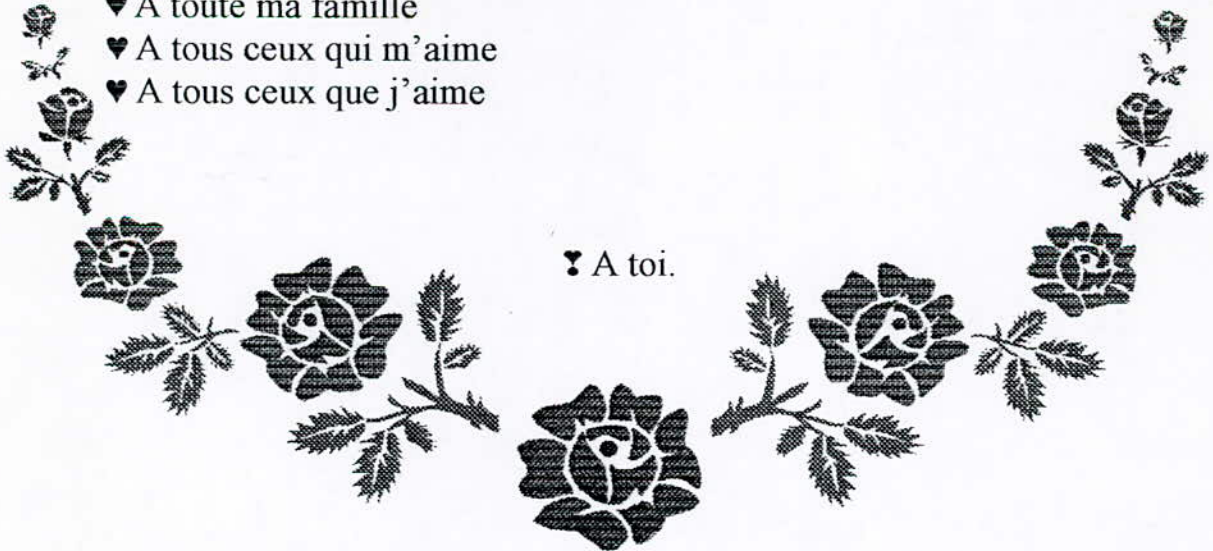 ♥ A toute ma famille
♥ A tous ceux qui m'aime
♥ A tous ceux que j'aime
❣ A toi.